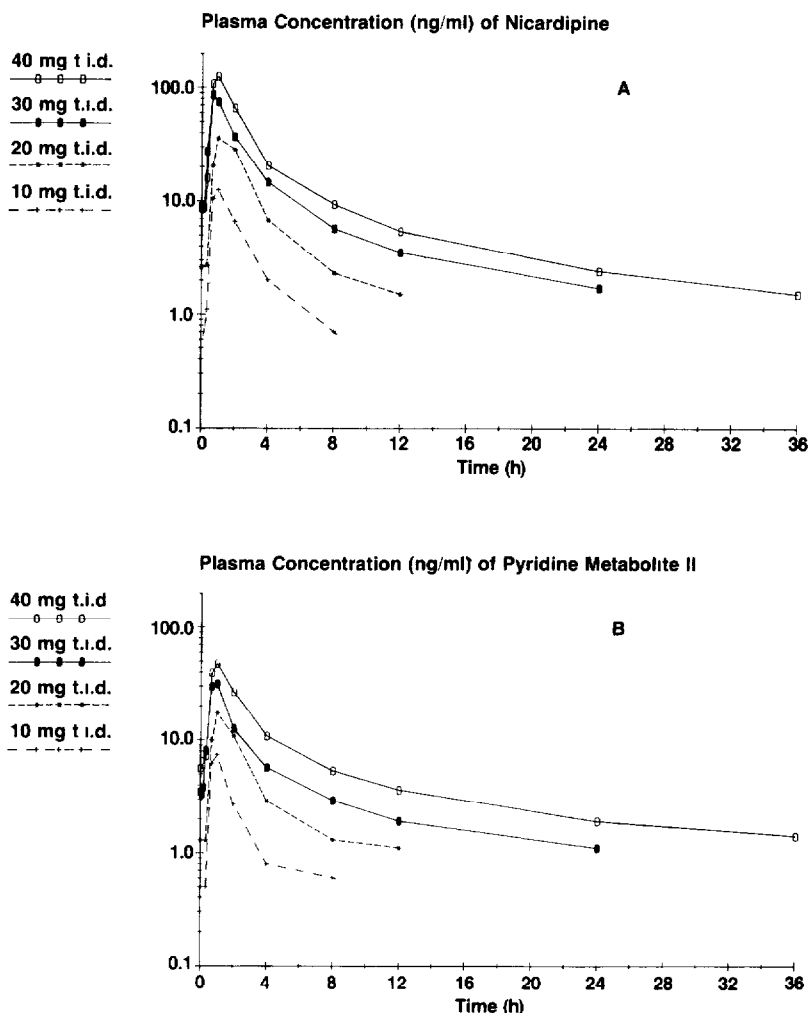 Plasma Concentration (ng/ml) of Nicardipine
40 mg t i.d.
30 mg t.ı.d.
20 mg t.i.d.
10 mg t.i.d.
A
100.0
10.0
1.0
0.1
0 4 8 12 16 20 24 28 32 36
Time (h)
Plasma Concentration (ng/ml) of Pyridine Metabolıte II
40 mg t.i.d
30 mg t.ı.d.
20 mg t.ı.d.
10 mg t ı.d.
B
100.0
10.0
1.0
0.1
0 4 8 12 16 20 24 28 32 36
Time (h)